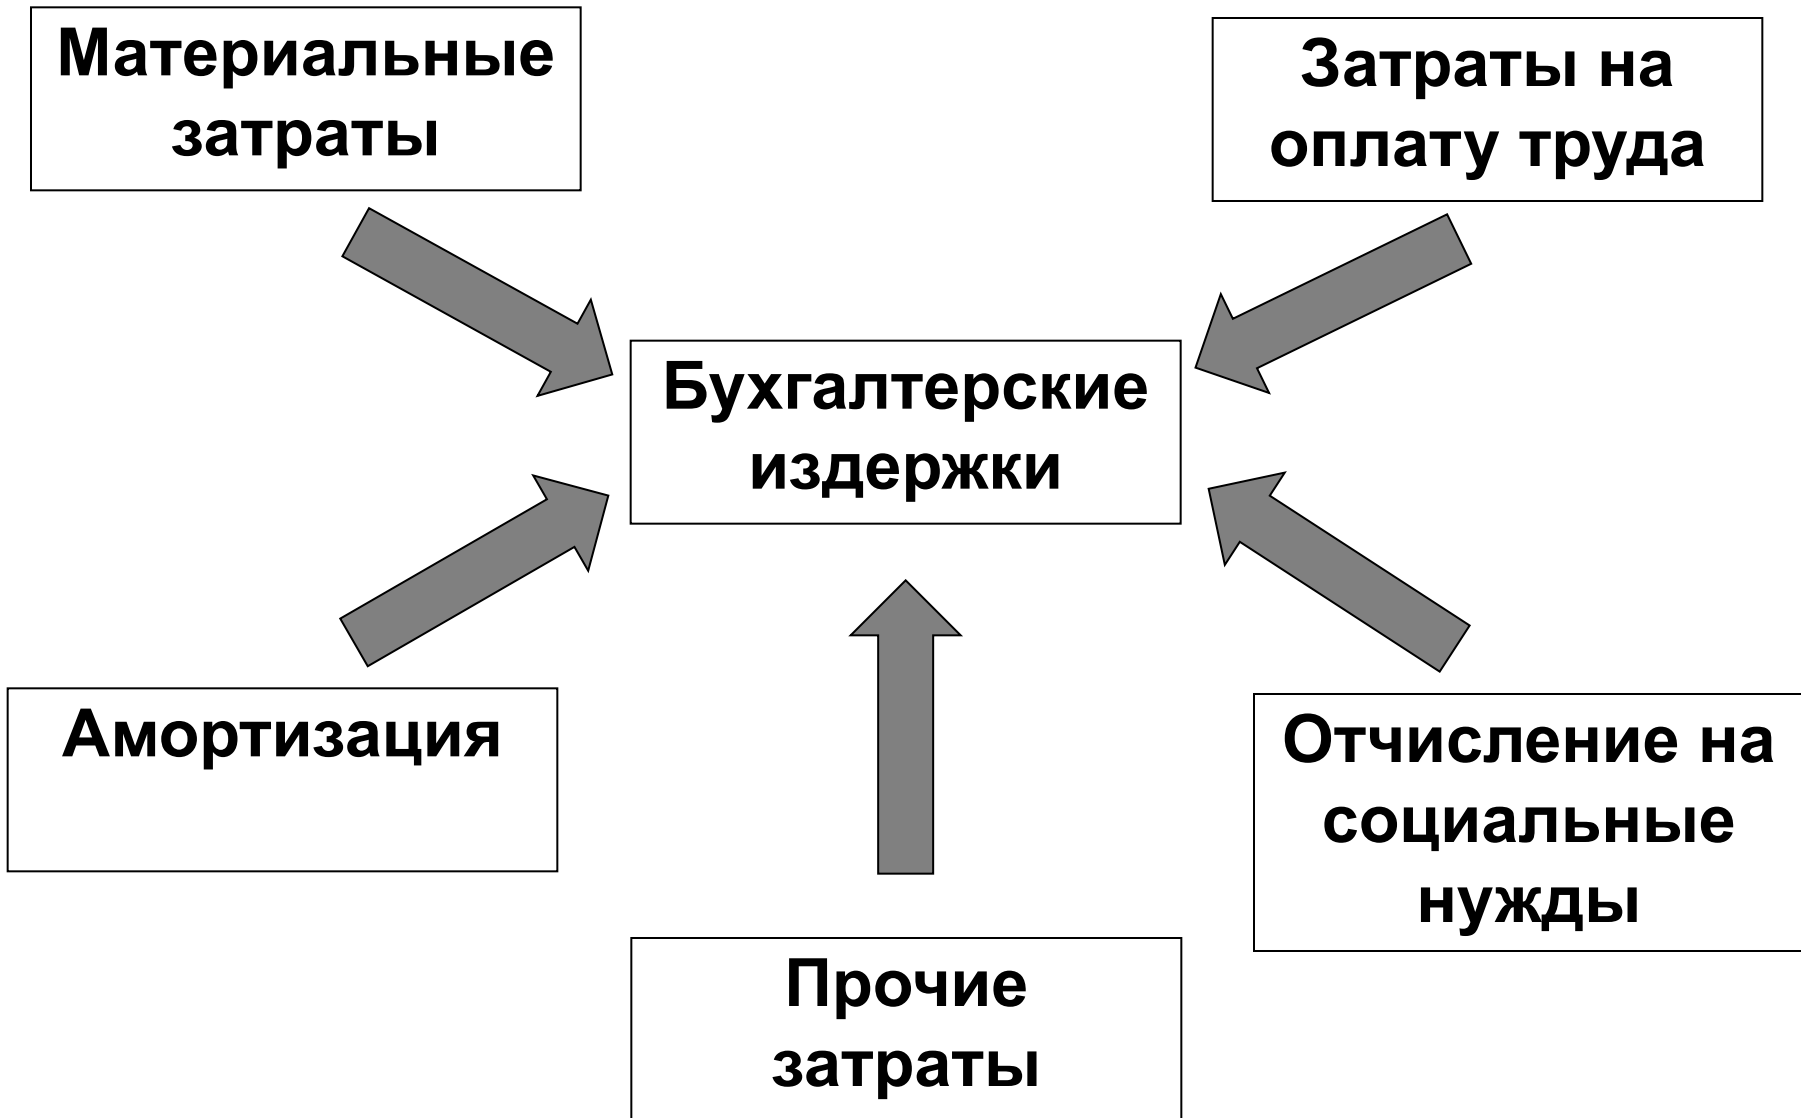 Материальные
затраты
Затраты на
оплату труда
Бухгалтерские
издержки
Амортизация
Отчисление на
социальные
нужды
Прочие
затраты